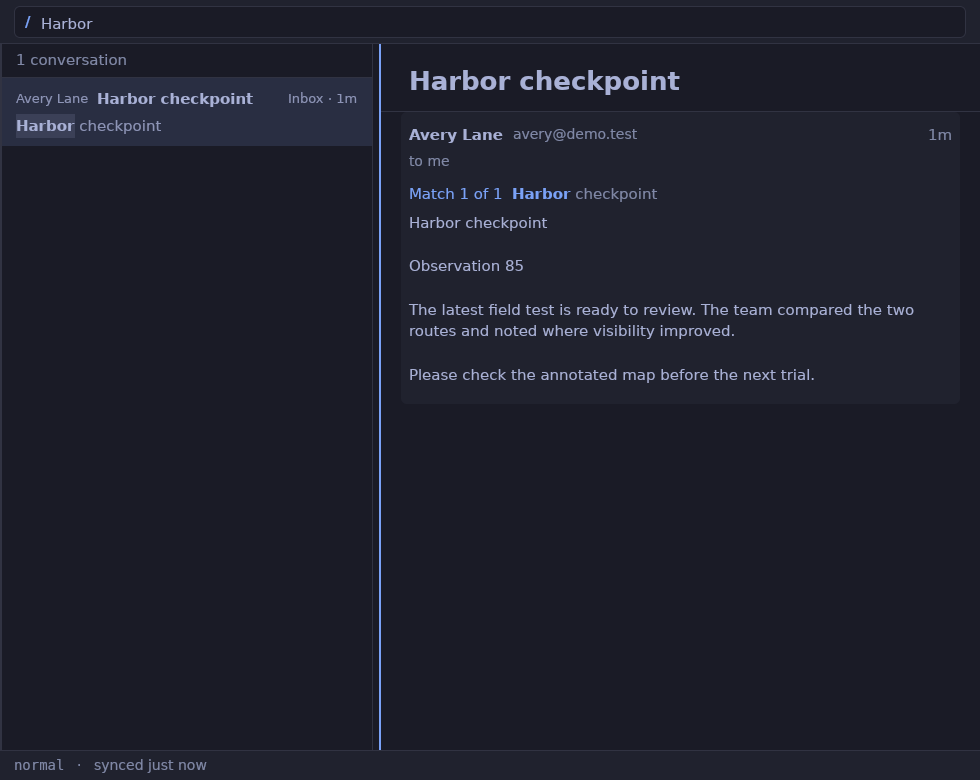 / Harbor
1 conversation
Avery Lane Harbor checkpoint Inbox · 1m
Harbor checkpoint
Harbor checkpoint
Avery Lane avery@demo.test 1m
to me
Match 1 of 1 Harbor checkpoint
Harbor checkpoint
Observation 85
The latest field test is ready to review. The team compared the two
routes and noted where visibility improved.
Please check the annotated map before the next trial.
normal · synced just now